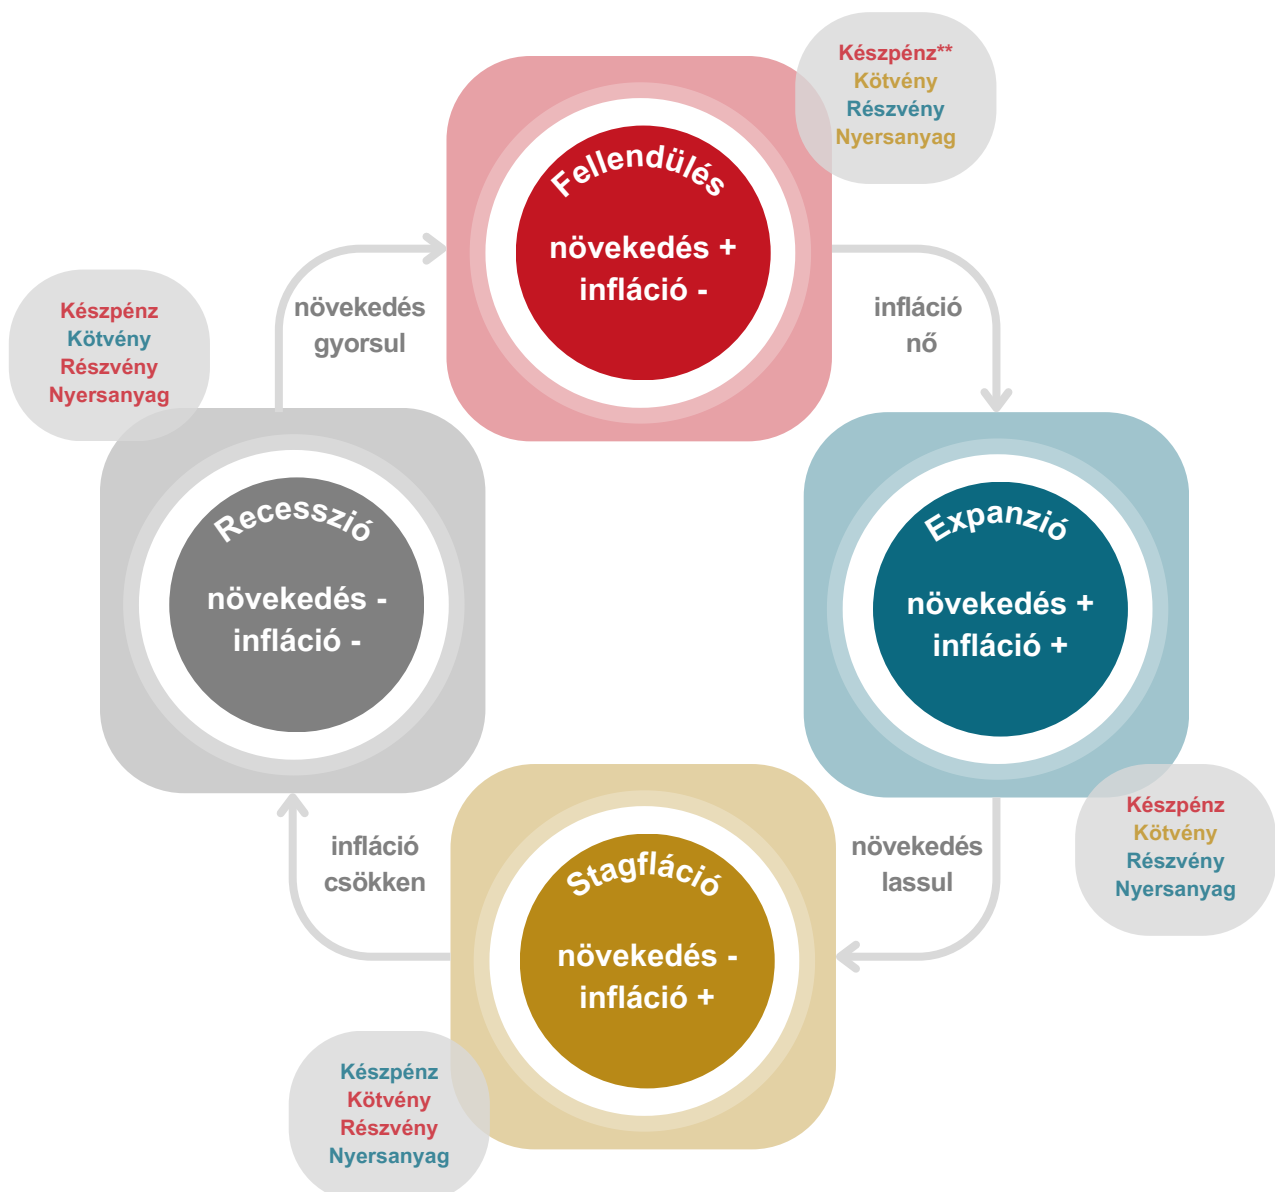 Készpénz**
Kötvény
Részvény
Nyersanyag
Fellendülés
növekedés +
infláció -
növekedés
gyorsul
infláció
nő
Készpénz
Kötvény
Részvény
Nyersanyag
Recesszió
növekedés -
infláció -
Expanzió
növekedés +
infláció +
Készpénz
Kötvény
Részvény
Nyersanyag
infláció
csökken
növekedés
lassul
Stagfláció
növekedés -
infláció +
Készpénz
Kötvény
Részvény
Nyersanyag